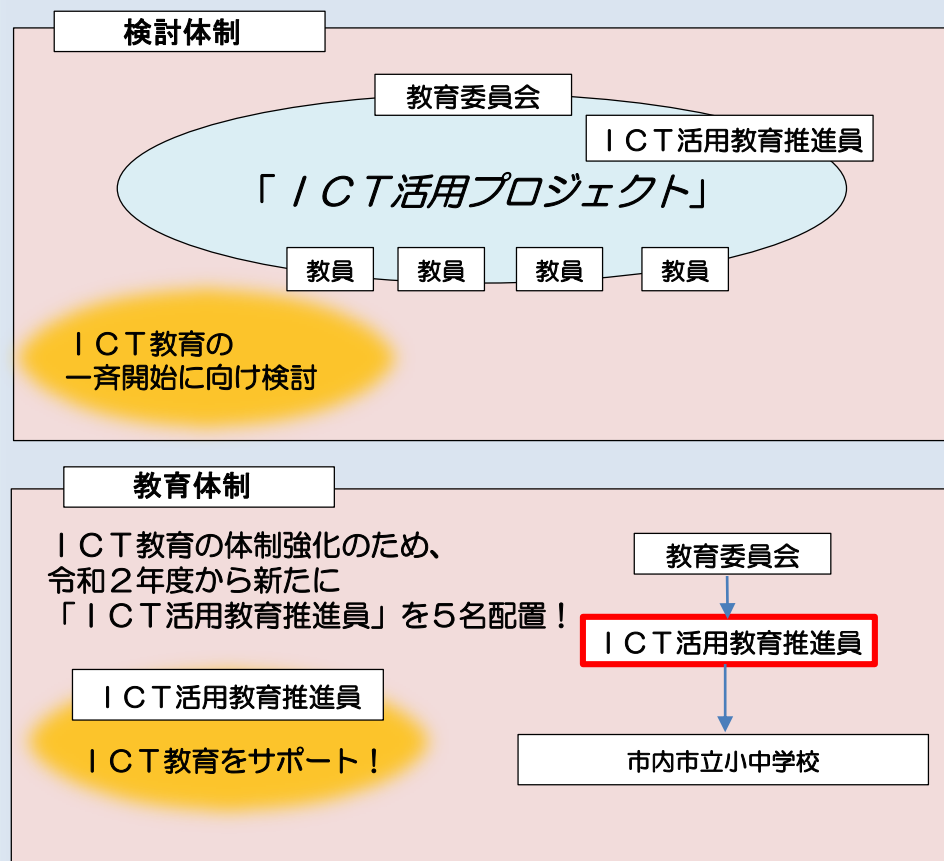 検討体制
教育委員会
ＩＣＴ活用教育推進員
「ＩＣＴ活用プロジェクト」
教員
教員
教員
教員
ＩＣＴ教育の
一斉開始に向け検討
教育体制
ＩＣＴ教育の体制強化のため、
令和２年度から新たに
「ＩＣＴ活用教育推進員」を５名配置！
ＩＣＴ活用教育推進員
ＩＣＴ教育をサポート！
教育委員会
ＩＣＴ活用教育推進員
市内市立小中学校